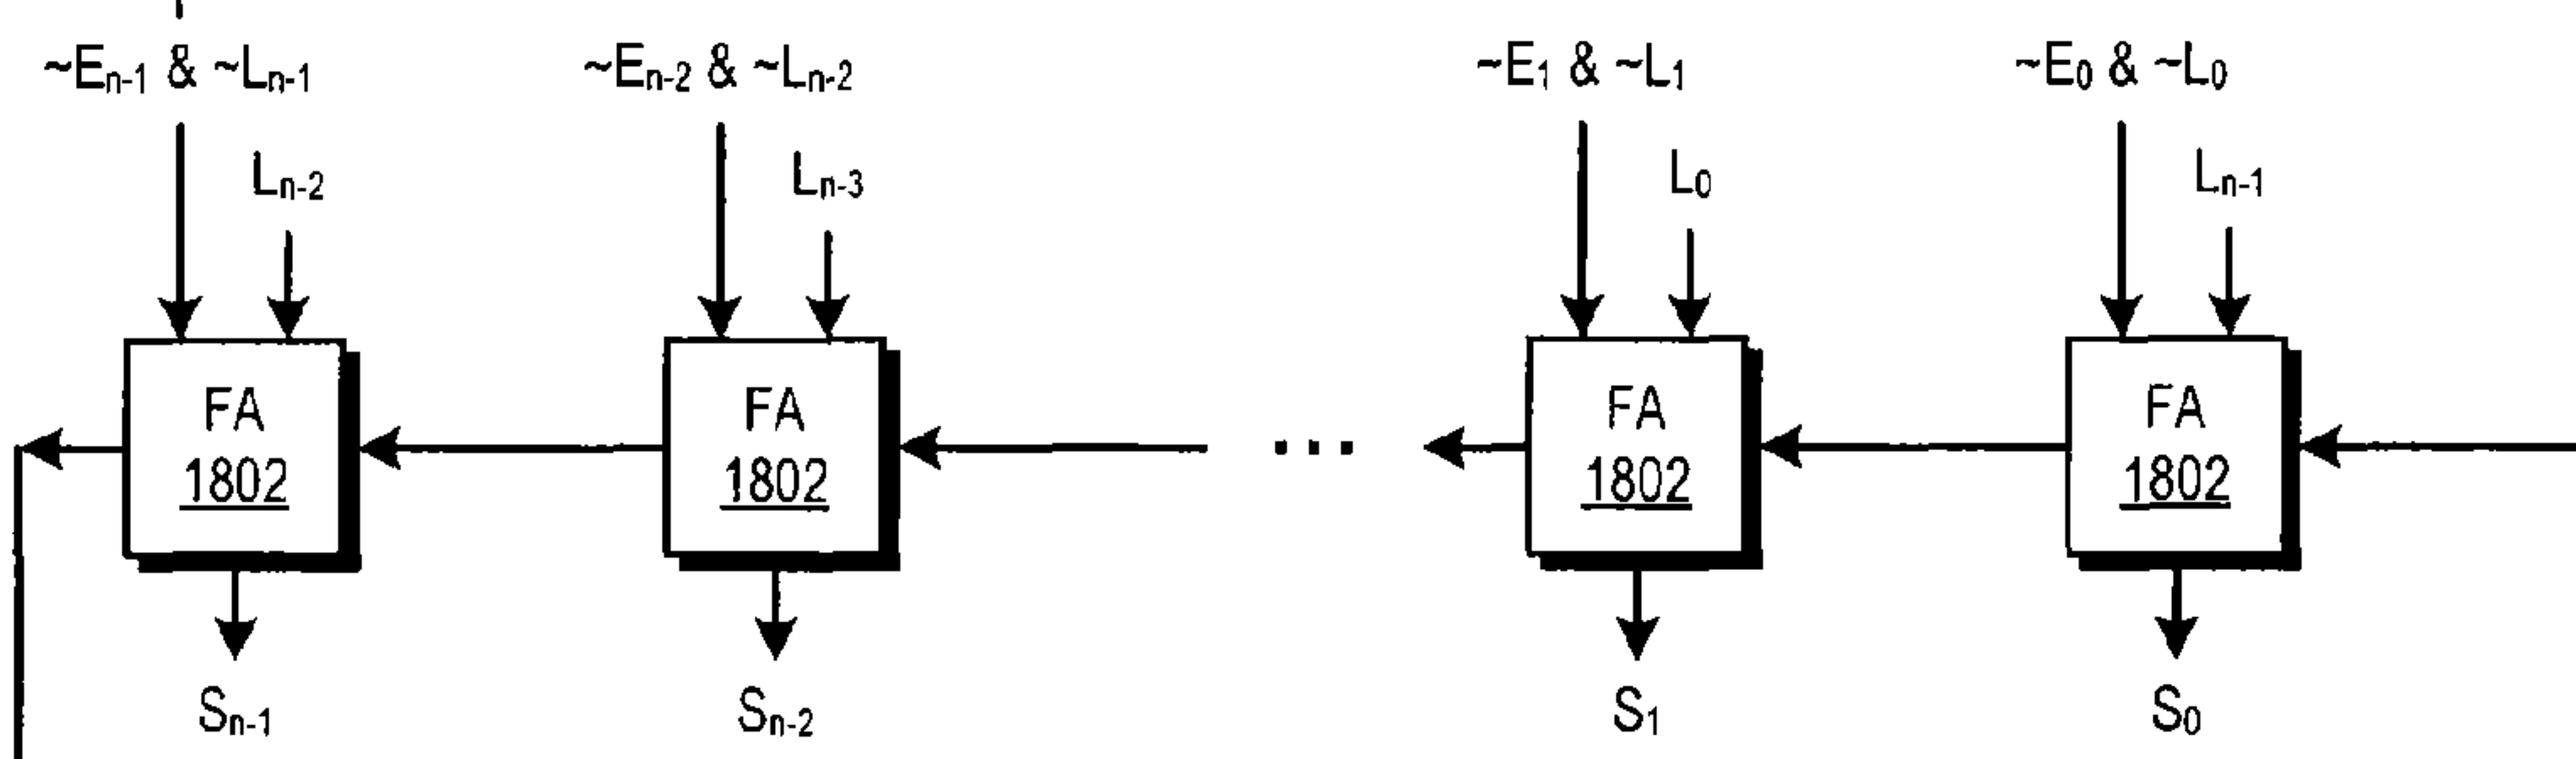 ~Eₙ₋₁ & ~Lₙ₋₁ ~Eₙ₋₂ & ~Lₙ₋₂ ~E₁ & ~L₁ ~E₀ & ~L₀
Lₙ₋₂ Lₙ₋₃ L₀ Lₙ₋₁
FA FA FA FA
1802 1802 ... 1802 1802
Sₙ₋₁ Sₙ₋₂ S₁ S₀